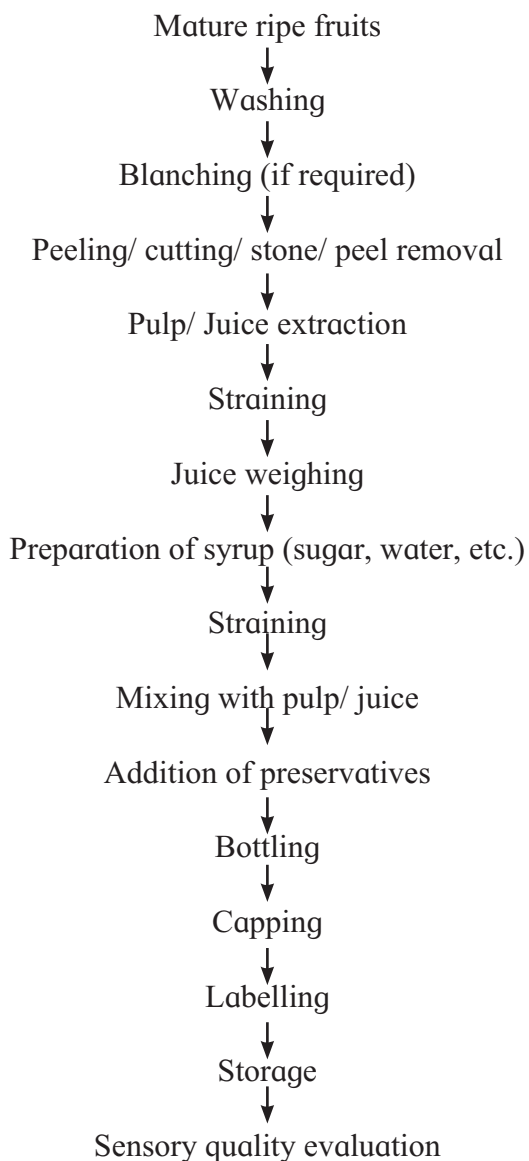 Mature ripe fruits
Washing
Blanching (if required)
Peeling/ cutting/ stone/ peel removal
Pulp/ Juice extraction
Straining
Juice weighing
Preparation of syrup (sugar, water, etc.)
Straining
Mixing with pulp/ juice
Addition of preservatives
Bottling
Capping
Labelling
Storage
Sensory quality evaluation